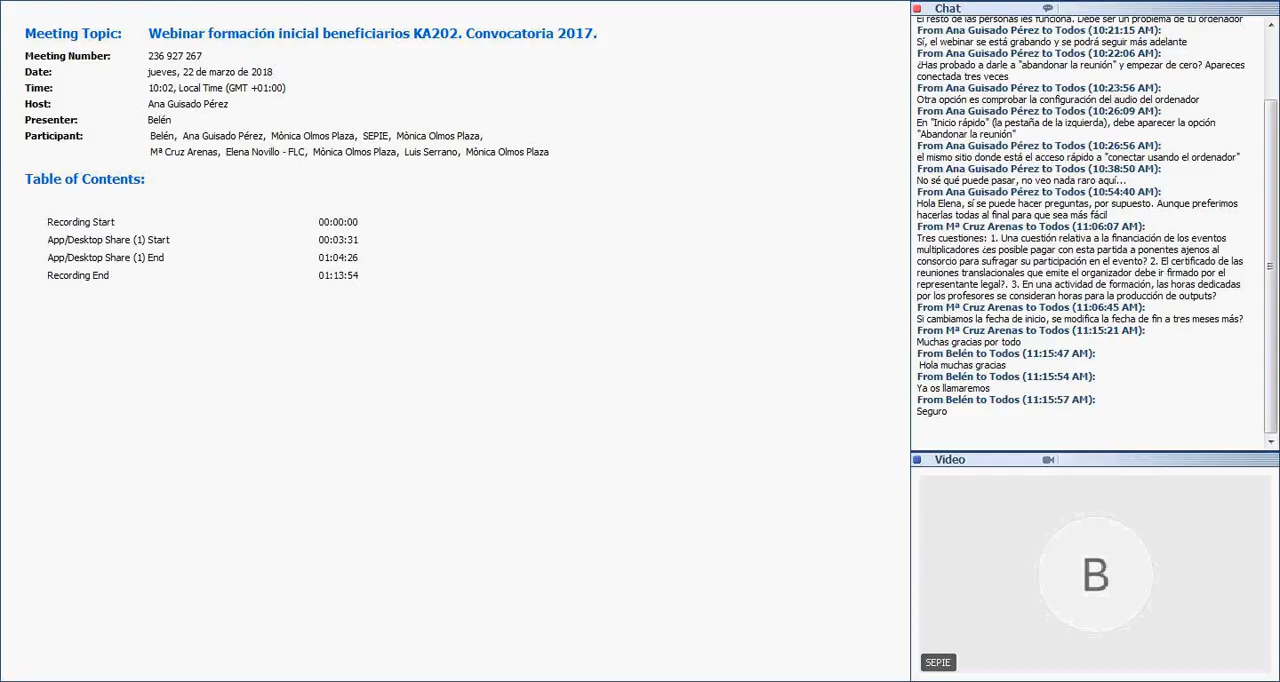 Meeting Topic: Webinar formación inicial beneficiarios KA202. Convocatoria 2017.
Meeting Number: 236 927 267
Date: jueves, 22 de marzo de 2018
Time: 10:02, Local Time (GMT +01:00)
Host: Ana Guisado Pérez
Presenter: Belén
Participant: Belén, Ana Guisado Pérez, Mònica Olmos Plaza, SEPIE, Mònica Olmos Plaza,
Mª Cruz Arenas, Elena Novillo - FLC, Mònica Olmos Plaza, Luis Serrano, Mònica Olmos Plaza
Table of Contents:
Recording Start 00:00:00
App/Desktop Share (1) Start 00:03:31
App/Desktop Share (1) End 01:04:26
Recording End 01:13:54
Chat
El resto de las personas les funciona. Debe ser un problema de tu ordenador
From Ana Guisado Pérez to Todos (10:21:15 AM):
Sí, el webinar se está grabando y se podrá seguir más adelante
From Ana Guisado Pérez to Todos (10:22:06 AM):
¿Has probado a darle a "abandonar la reunión" y empezar de cero? Apareces
conectada tres veces
From Ana Guisado Pérez to Todos (10:23:56 AM):
Otra opción es comprobar la configuración del audio del ordenador
From Ana Guisado Pérez to Todos (10:26:09 AM):
En "Inicio rápido" (la pestaña de la izquierda), debe aparecer la opción
"Abandonar la reunión"
From Ana Guisado Pérez to Todos (10:26:56 AM):
el mismo sitio donde está el acceso rápido a "conectar usando el ordenador"
From Ana Guisado Pérez to Todos (10:38:50 AM):
No sé qué puede pasar, no veo nada raro aquí...
From Ana Guisado Pérez to Todos (10:54:40 AM):
Hola Elena, sí se puede hacer preguntas, por supuesto. Aunque preferimos
hacerlas todas al final para que sea más fácil
From Mª Cruz Arenas to Todos (11:06:07 AM):
Tres cuestiones: 1. Una cuestión relativa a la financiación de los eventos
multiplicadores ¿es posible pagar con esta partida a ponentes ajenos al
consorcio para sufragar su participación en el evento? 2. El certificado de las
reuniones translacionales que emite el organizador debe ir firmado por el
representante legal?. 3. En una actividad de formación, las horas dedicadas
por los profesores se consideran horas para la producción de outputs?
From Mª Cruz Arenas to Todos (11:06:45 AM):
Si cambiamos la fecha de inicio, se modifica la fecha de fin a tres meses más?
From Mª Cruz Arenas to Todos (11:15:21 AM):
Muchas gracias por todo
From Belén to Todos (11:15:47 AM):
Hola muchas gracias
From Belén to Todos (11:15:54 AM):
Ya os llamaremos
From Belén to Todos (11:15:57 AM):
Seguro
Video
B
SEPIE